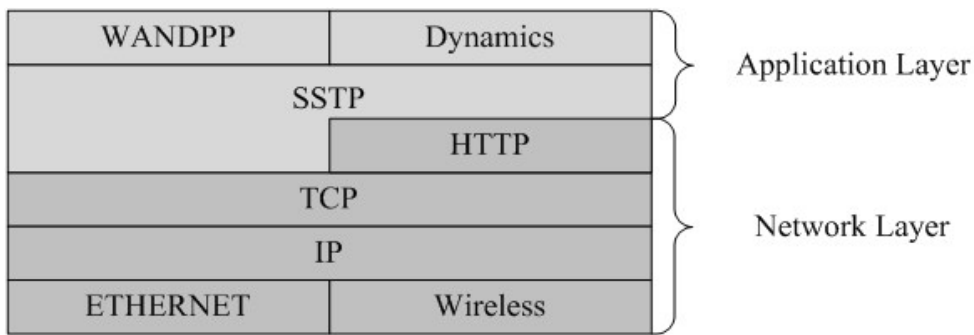 WANDPP
Dynamics
Application Layer
SSTP
HTTP
TCP
Network Layer
IP
ETHERNET
Wireless